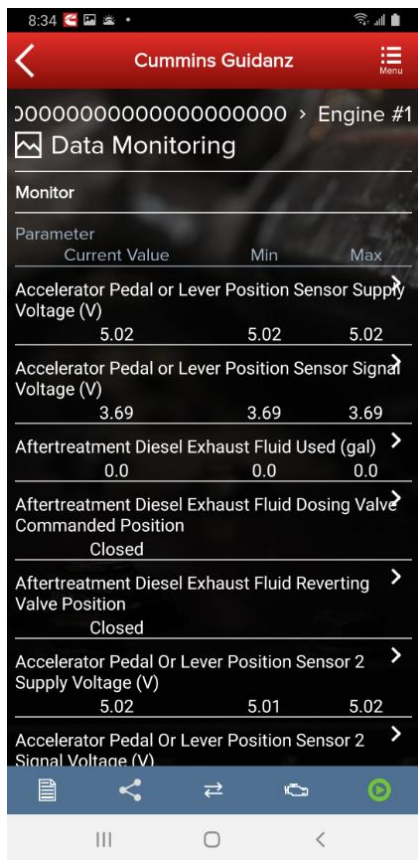 8:34
Cummins Guidanz
Menu
00000000000000000000 > Engine #1
Data Monitoring
Monitor
Parameter
Current Value Min Max
Accelerator Pedal or Lever Position Sensor Supply
Voltage (V)
5.02 5.02 5.02
Accelerator Pedal or Lever Position Sensor Signal
Voltage (V)
3.69 3.69 3.69
Aftertreatment Diesel Exhaust Fluid Used (gal)
0.0 0.0 0.0
Aftertreatment Diesel Exhaust Fluid Dosing Valve
Commanded Position
Closed
Aftertreatment Diesel Exhaust Fluid Reverting
Valve Position
Closed
Accelerator Pedal Or Lever Position Sensor 2
Supply Voltage (V)
5.02 5.01 5.02
Accelerator Pedal Or Lever Position Sensor 2
Signal Voltage (V)